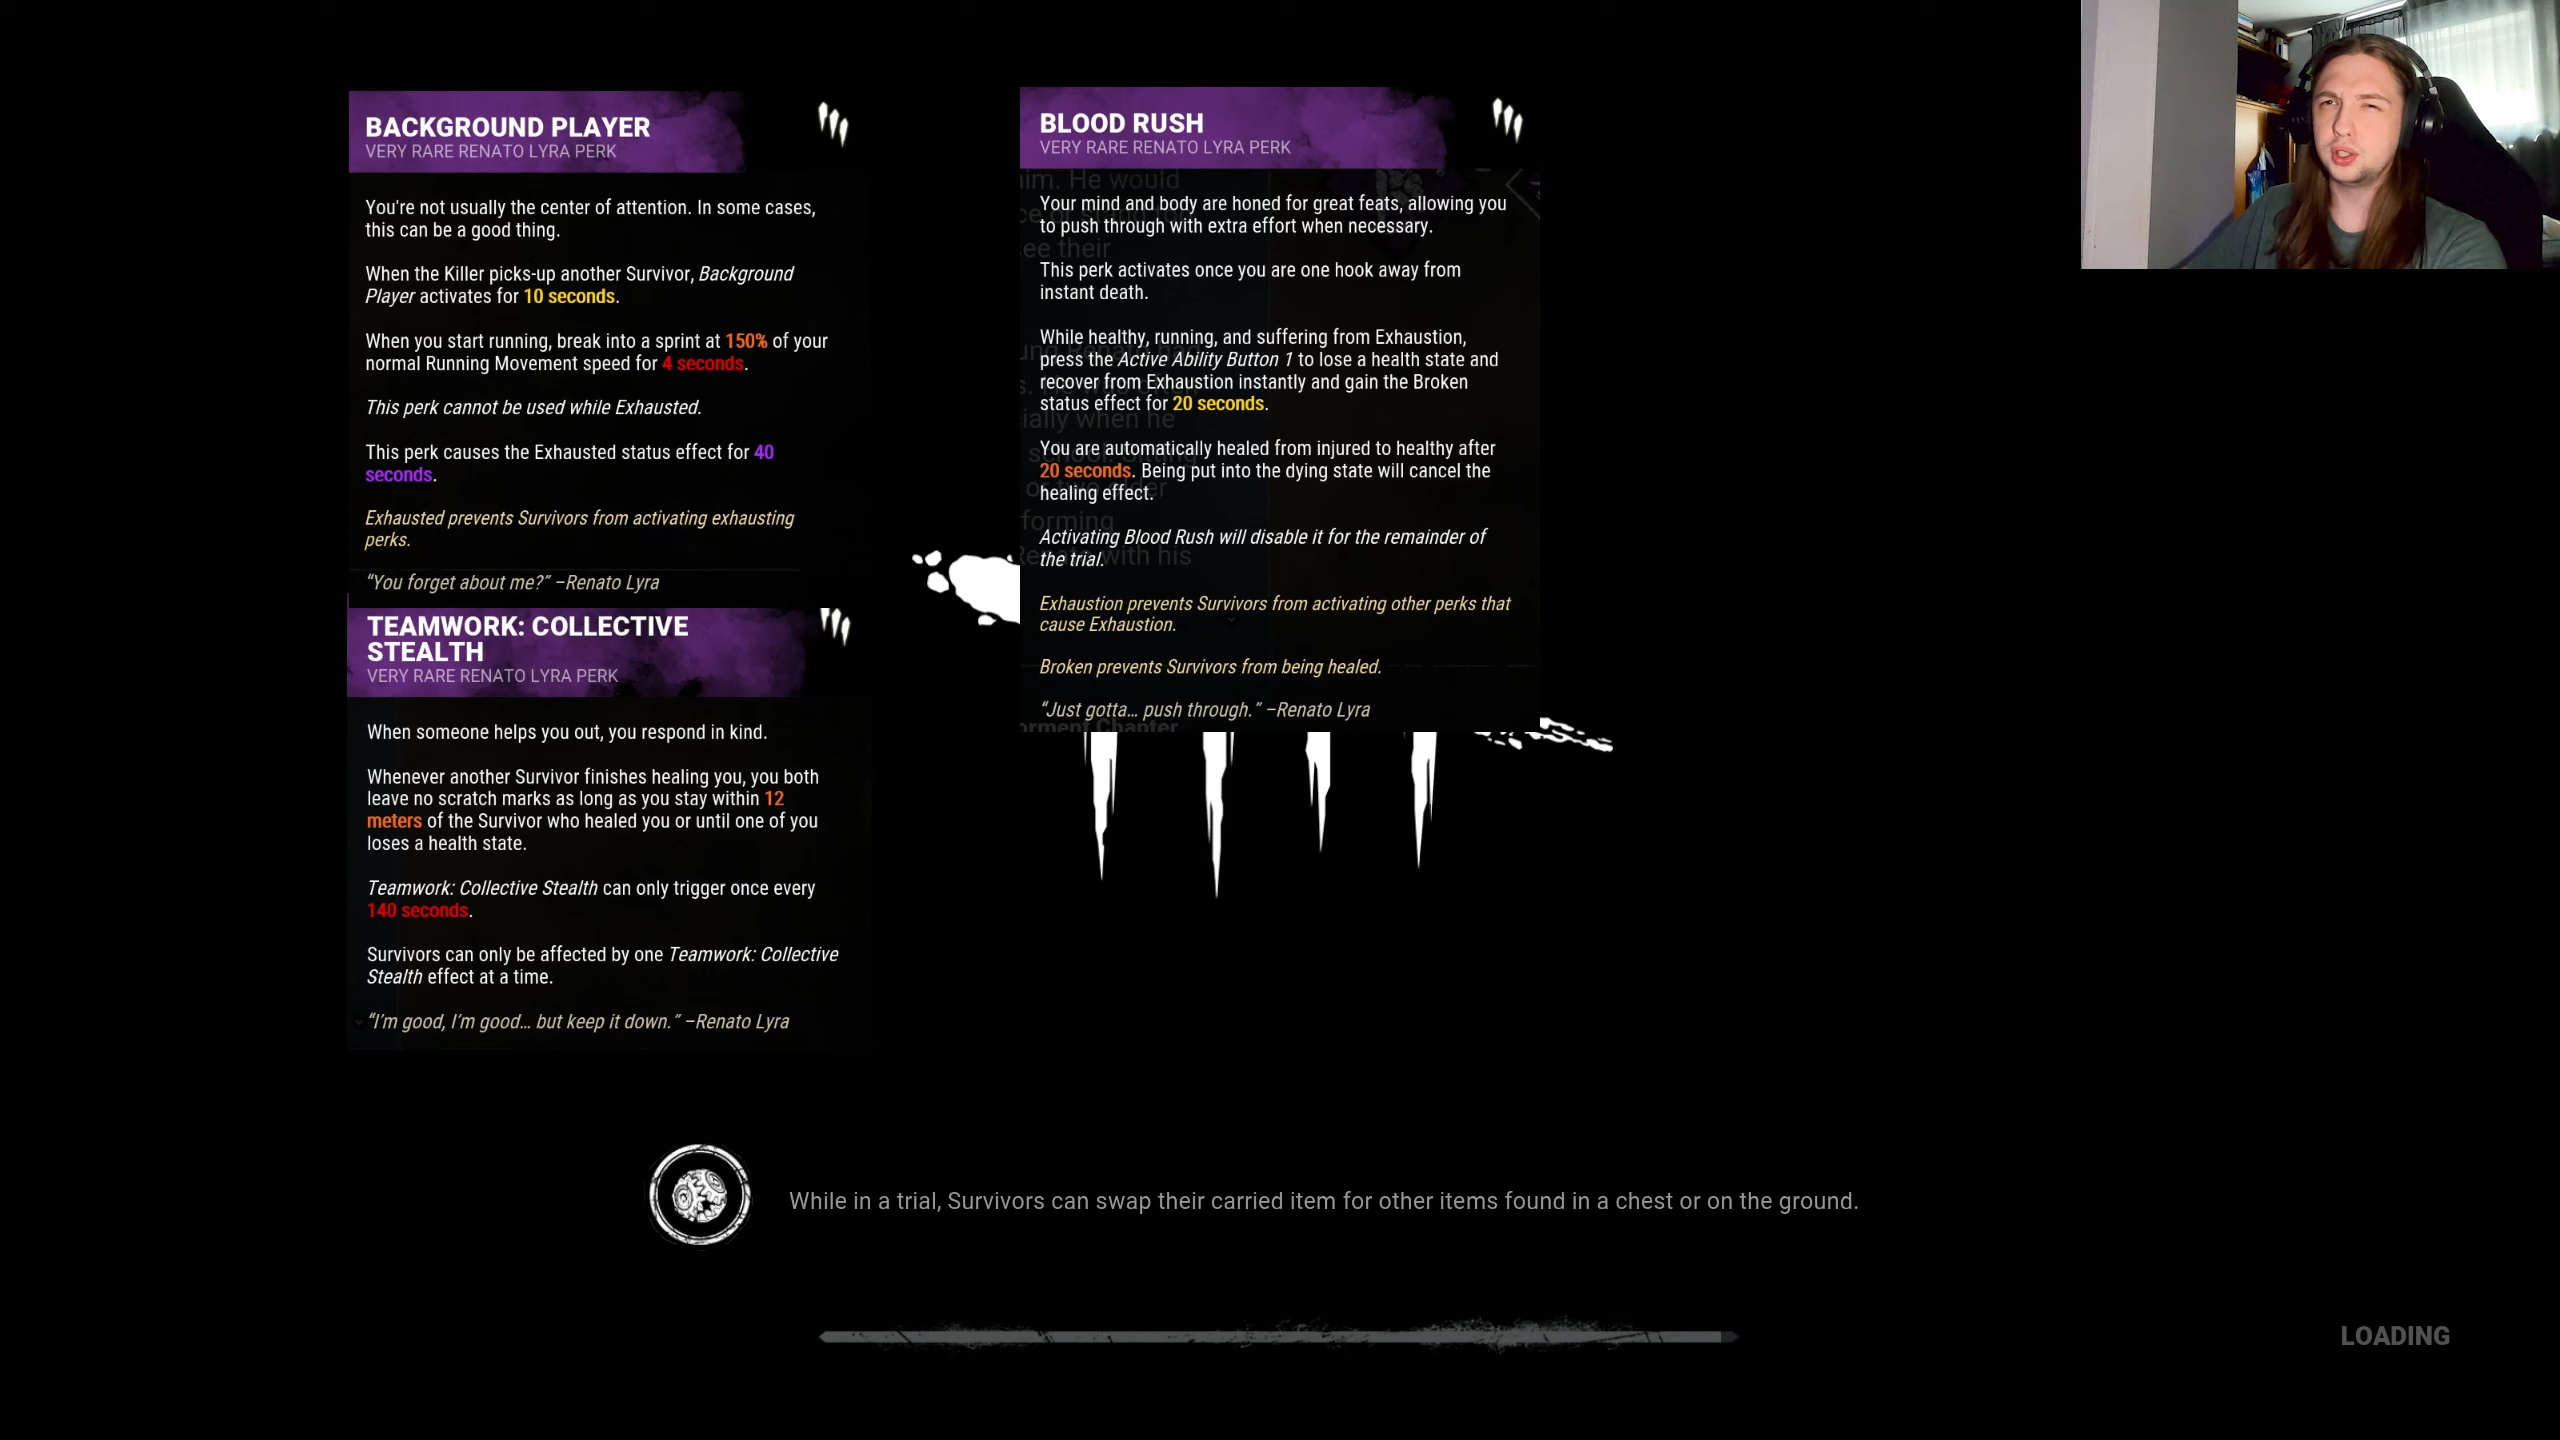 BACKGROUND PLAYER
VERY RARE RENATO LYRA PERK
You're not usually the center of attention. In some cases,
this can be a good thing.
When the Killer picks-up another Survivor, Background
Player activates for 10 seconds.
When you start running, break into a sprint at 150% of your
normal Running Movement speed for 4 seconds.
This perk cannot be used while Exhausted.
This perk causes the Exhausted status effect for 40
seconds.
Exhausted prevents Survivors from activating exhausting
perks.
“You forget about me?” –Renato Lyra
TEAMWORK: COLLECTIVE
STEALTH
VERY RARE RENATO LYRA PERK
When someone helps you out, you respond in kind.
Whenever another Survivor finishes healing you, you both
leave no scratch marks as long as you stay within 12
meters of the Survivor who healed you or until one of you
loses a health state.
Teamwork: Collective Stealth can only trigger once every
140 seconds.
Survivors can only be affected by one Teamwork: Collective
Stealth effect at a time.
“I'm good, I'm good... but keep it down.” –Renato Lyra
BLOOD RUSH
VERY RARE RENATO LYRA PERK
Your mind and body are honed for great feats, allowing you
to push through with extra effort when necessary.
This perk activates once you are one hook away from
instant death.
While healthy, running, and suffering from Exhaustion,
press the Active Ability Button 1 to lose a health state and
recover from Exhaustion instantly and gain the Broken
status effect for 20 seconds.
You are automatically healed from injured to healthy after
20 seconds. Being put into the dying state will cancel the
healing effect.
Activating Blood Rush will disable it for the remainder of
the trial.
Exhaustion prevents Survivors from activating other perks that
cause Exhaustion.
Broken prevents Survivors from being healed.
“Just gotta... push through.” –Renato Lyra
While in a trial, Survivors can swap their carried item for other items found in a chest or on the ground.
LOADING